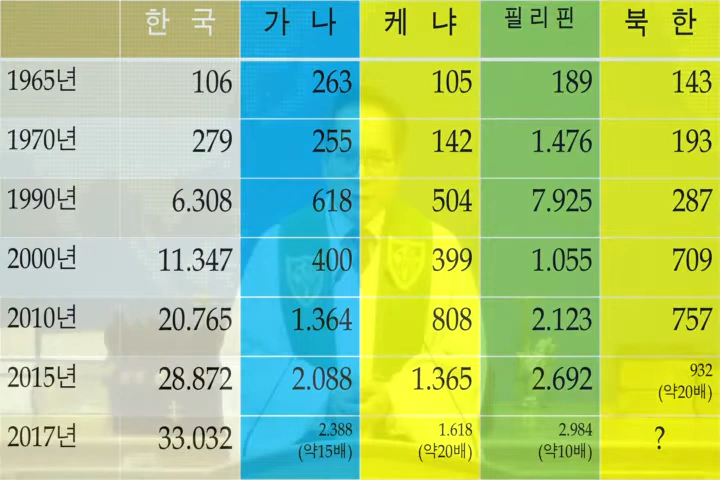 한 국 가 나 케 냐 필리핀 북 한
1965년 106 263 105 189 143
1970년 279 255 142 1.476 193
1990년 6.308 618 504 7.925 287
2000년 11.347 400 399 1.055 709
2010년 20.765 1.364 808 2.123 757
2015년 28.872 2.088 1.365 2.692 932
(약20배)
2017년 33.032 2.388 1.618 2.984 ?
(약15배) (약20배) (약10배)